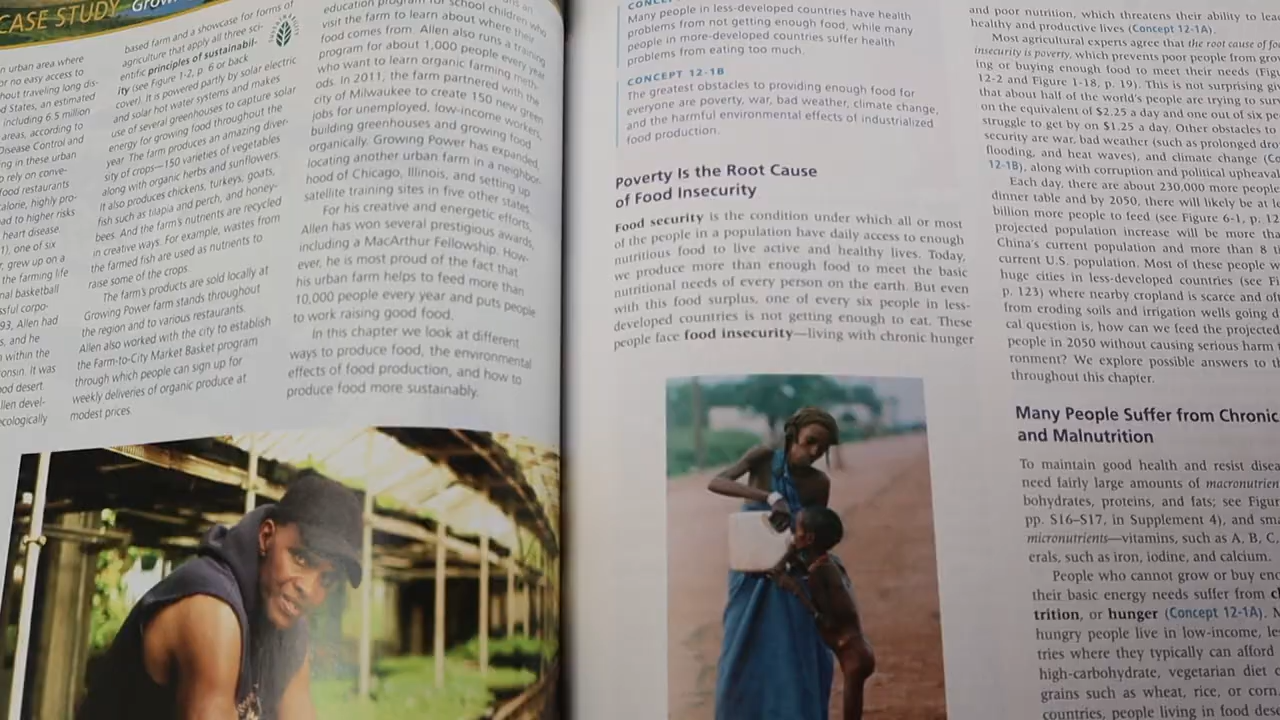 CASE STUDY
urban area where
no easy access to
out traveling long dis-
States, an estimated
including 6.5 million
areas, according to
Disease Control and
in these urban
rely on conve-
food restaurants
alone, highly pro-
to higher risks
heart disease.
one of six
grew up on a
the farming life
basketball
corpo-
Allen had
and he
within the
It was
desert
devel-
ecologically
based farm and a showcase for forms of
agriculture that apply all three sci-
entific principles of sustainabil-
ity (see Figure 1-2, p. 6 or back
cover). It is powered partly by solar electric
and solar hot water systems and makes
use of several greenhouses to capture solar
energy for growing food throughout the
year. The farm produces an amazing diver-
sity of crops—150 varieties of vegetables
along with organic herbs and sunflowers.
It also produces chickens, turkeys, goats,
fish such as tilapia and perch, and honey-
bees. And the farm's nutrients are recycled
in creative ways. For example, wastes from
the farmed fish are used as nutrients to
raise some of the crops.
The farm's products are sold locally at
Growing Power farm stands throughout
the region and to various restaurants.
Allen also worked with the city to establish
the Farm-to-City Market Basket program
through which people can sign up for
weekly deliveries of organic produce at
modest prices.
education program for school children who
visit the farm to learn about where their
food comes from. Allen also runs a training
program for about 1,000 people every year
who want to learn organic farming meth-
ods. In 2011, the farm partnered with the
city of Milwaukee to create 150 new green
jobs for unemployed, low-income workers,
building greenhouses and growing food
organically. Growing Power has expanded,
locating another urban farm in a neighbor-
hood of Chicago, Illinois, and setting up
satellite training sites in five other states.
For his creative and energetic efforts,
Allen has won several prestigious awards,
including a MacArthur Fellowship. How-
ever, he is most proud of the fact that
his urban farm helps to feed more than
10,000 people every year and puts people
to work raising good food.
In this chapter we look at different
ways to produce food, the environmental
effects of food production, and how to
produce food more sustainably.
Many people in less-developed countries have health
problems from not getting enough food, while many
people in more-developed countries suffer health
problems from eating too much.
CONCEPT 12-1B
The greatest obstacles to providing enough food for
everyone are poverty, war, bad weather, climate change,
and the harmful environmental effects of industrialized
food production.
Poverty Is the Root Cause
of Food Insecurity
Food security is the condition under which all or most
of the people in a population have daily access to enough
nutritious food to live active and healthy lives. Today,
we produce more than enough food to meet the basic
nutritional needs of every person on the earth. But even
with this food surplus, one of every six people in less-
developed countries is not getting enough to eat. These
people face food insecurity—living with chronic hunger
and poor nutrition, which threatens their ability to lea
healthy and productive lives (Concept 12-1A).
Most agricultural experts agree that the root cause of fo
insecurity is poverty, which prevents poor people from grow
ing or buying enough food to meet their needs (Fig
12-2 and Figure 1-18, p. 19). This is not surprising gi
that about half of the world's people are trying to sur
on the equivalent of $2.25 a day and one out of six pe
struggle to get by on $1.25 a day. Other obstacles to
security are war, bad weather (such as prolonged dro
flooding, and heat waves), and climate change (Co
12-1B), along with corruption and political upheava
Each day, there are about 230,000 more people
dinner table and by 2050, there will likely be at l
billion more people to feed (see Figure 6-1, p. 12
projected population increase will be more tha
China's current population and more than 8 ti
current U.S. population. Most of these people w
huge cities in less-developed countries (see Fi
p. 123) where nearby cropland is scarce and of
from eroding soils and irrigation wells going d
cal question is, how can we feed the projected
people in 2050 without causing serious harm t
ronment? We explore possible answers to th
throughout this chapter.
Many People Suffer from Chronic
and Malnutrition
To maintain good health and resist disea
need fairly large amounts of macronutrien
bohydrates, proteins, and fats; see Figur
pp. S16–S17, in Supplement 4), and sm
micronutrients—vitamins, such as A, B, C,
erals, such as iron, iodine, and calcium.
People who cannot grow or buy eno
their basic energy needs suffer from ch
trition, or hunger (Concept 12-1A). M
hungry people live in low-income, le
tries where they typically can afford
high-carbohydrate, vegetarian diet c
grains such as wheat, rice, or corn.
countries, people living in food dese